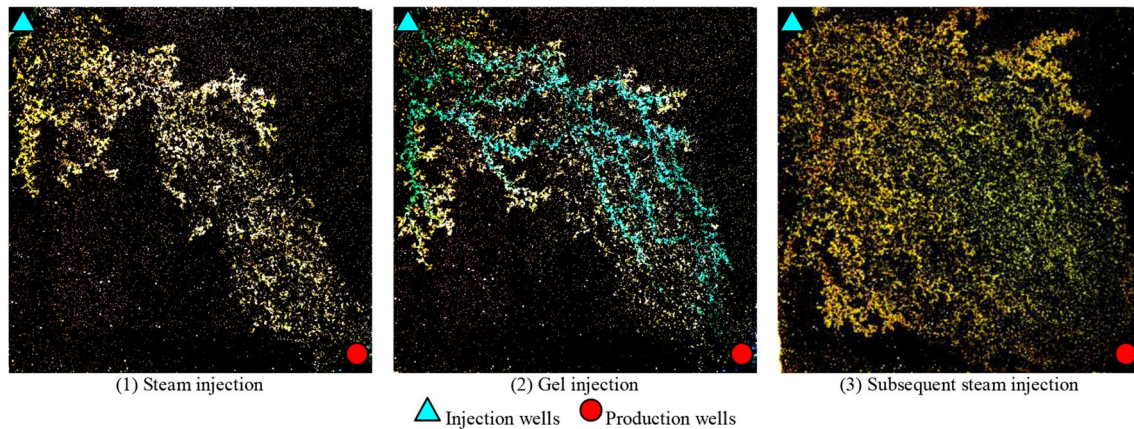 (1) Steam injection
(2) Gel injection
(3) Subsequent steam injection
Injection wells
Production wells